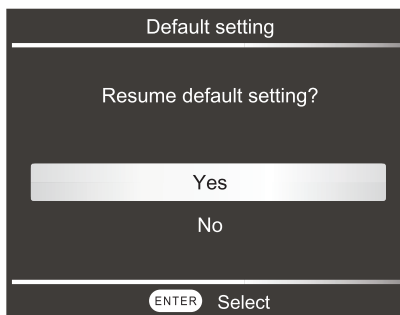 Default setting
Resume default setting?
Yes
No
ENTER Select